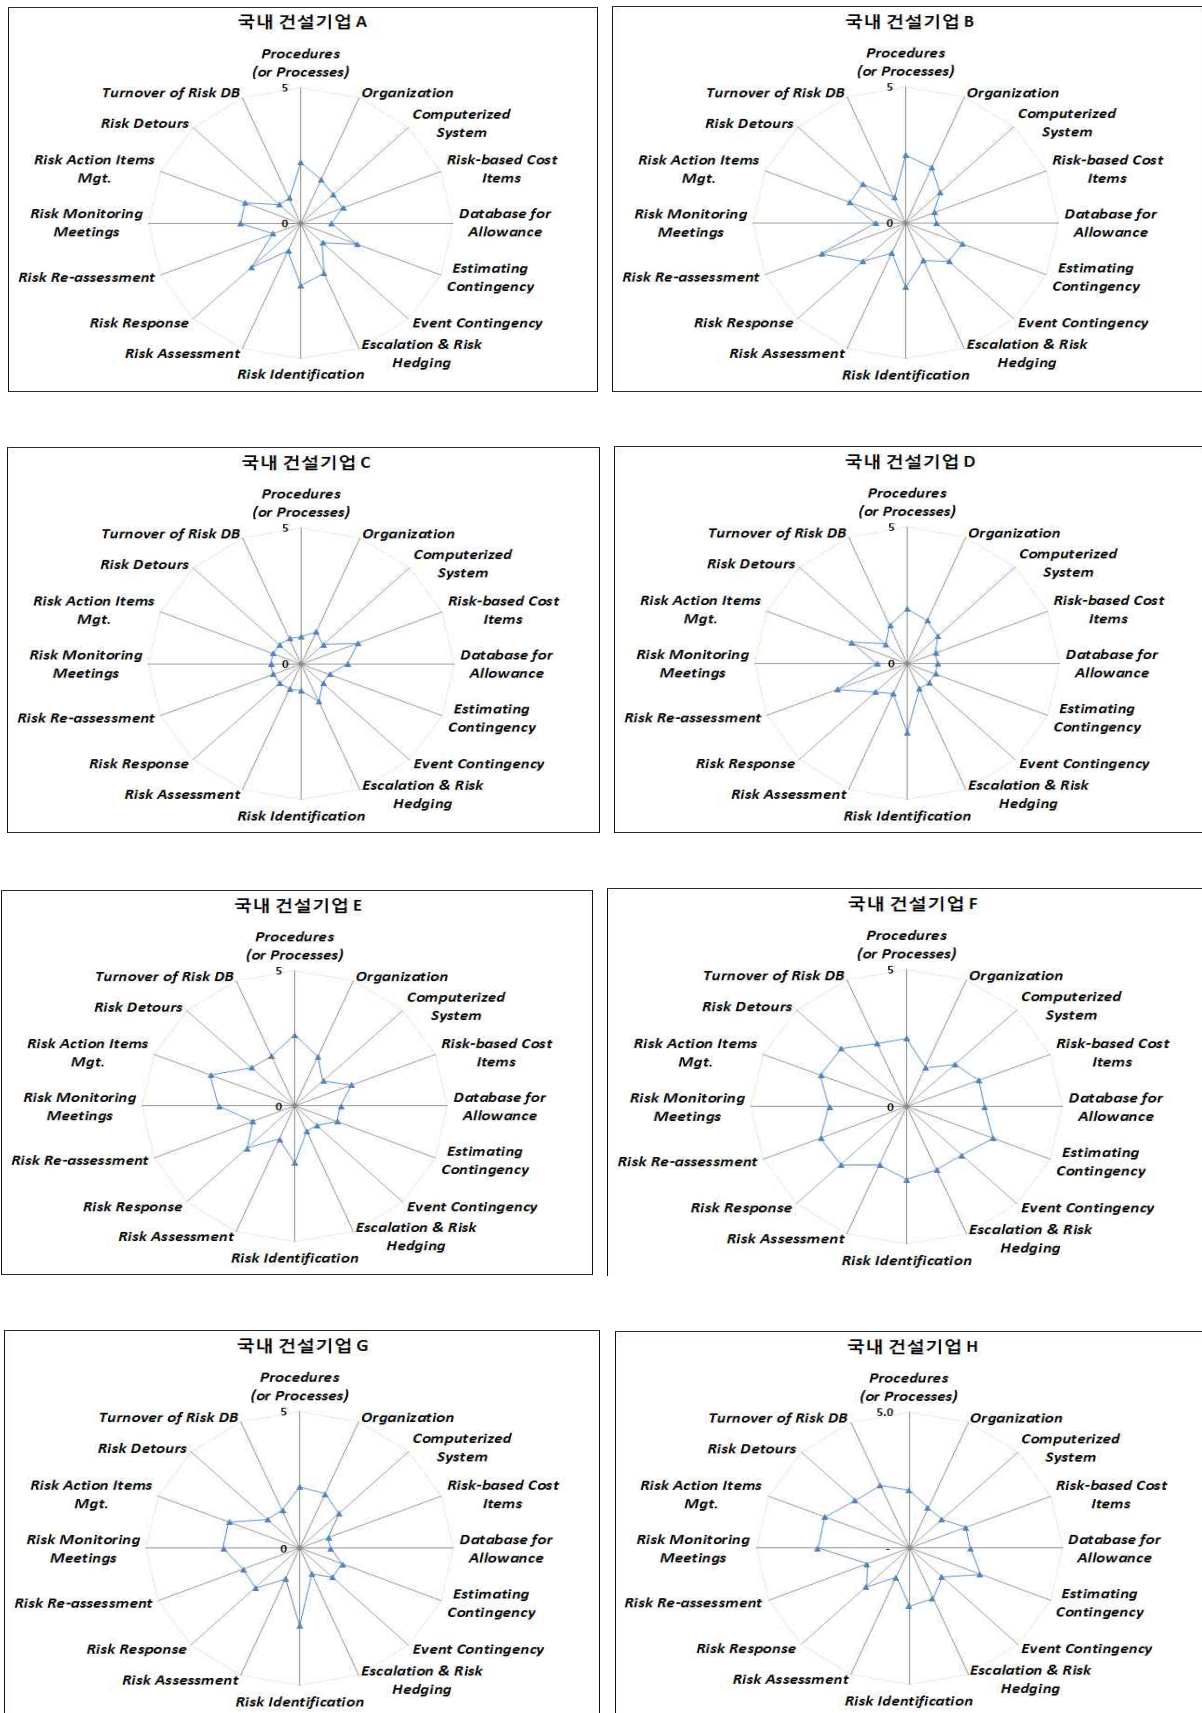 국내 건설기업 A
Procedures
(or Processes)
5
Turnover of Risk DB
Organization
Risk Detours
Computerized
System
Risk Action Items
Mgt.
Risk-based Cost
Items
Risk Monitoring
Meetings
0
Database for
Allowance
Risk Re-assessment
Estimating
Contingency
Risk Response
Event Contingency
Risk Assessment
Escalation & Risk
Hedging
Risk Identification
국내 건설기업 B
Procedures
(or Processes)
5
Turnover of Risk DB
Organization
Risk Detours
Computerized
System
Risk Action Items
Mgt.
Risk-based Cost
Items
Risk Monitoring
Meetings
0
Database for
Allowance
Risk Re-assessment
Estimating
Contingency
Risk Response
Event Contingency
Risk Assessment
Escalation & Risk
Hedging
Risk Identification
국내 건설기업 C
Procedures
(or Processes)
5
Turnover of Risk DB
Organization
Risk Detours
Computerized
System
Risk Action Items
Mgt.
Risk-based Cost
Items
Risk Monitoring
Meetings
0
Database for
Allowance
Risk Re-assessment
Estimating
Contingency
Risk Response
Event Contingency
Risk Assessment
Escalation & Risk
Hedging
Risk Identification
국내 건설기업 D
Procedures
(or Processes)
5
Turnover of Risk DB
Organization
Risk Detours
Computerized
System
Risk Action Items
Mgt.
Risk-based Cost
Items
Risk Monitoring
Meetings
0
Database for
Allowance
Risk Re-assessment
Estimating
Contingency
Risk Response
Event Contingency
Risk Assessment
Escalation & Risk
Hedging
Risk Identification
국내 건설기업 E
Procedures
(or Processes)
5
Turnover of Risk DB
Organization
Risk Detours
Computerized
System
Risk Action Items
Mgt.
Risk-based Cost
Items
Risk Monitoring
Meetings
0
Database for
Allowance
Risk Re-assessment
Estimating
Contingency
Risk Response
Event Contingency
Risk Assessment
Escalation & Risk
Hedging
Risk Identification
국내 건설기업 F
Procedures
(or Processes)
5
Turnover of Risk DB
Organization
Risk Detours
Computerized
System
Risk Action Items
Mgt.
Risk-based Cost
Items
Risk Monitoring
Meetings
0
Database for
Allowance
Risk Re-assessment
Estimating
Contingency
Risk Response
Event Contingency
Risk Assessment
Escalation & Risk
Hedging
Risk Identification
국내 건설기업 G
Procedures
(or Processes)
5
Turnover of Risk DB
Organization
Risk Detours
Computerized
System
Risk Action Items
Mgt.
Risk-based Cost
Items
Risk Monitoring
Meetings
0
Database for
Allowance
Risk Re-assessment
Estimating
Contingency
Risk Response
Event Contingency
Risk Assessment
Escalation & Risk
Hedging
Risk Identification
국내 건설기업 H
Procedures
(or Processes)
5.0
Turnover of Risk DB
Organization
Risk Detours
Computerized
System
Risk Action Items
Mgt.
Risk-based Cost
Items
Risk Monitoring
Meetings
-
Database for
Allowance
Risk Re-assessment
Estimating
Contingency
Risk Response
Event Contingency
Risk Assessment
Escalation & Risk
Hedging
Risk Identification